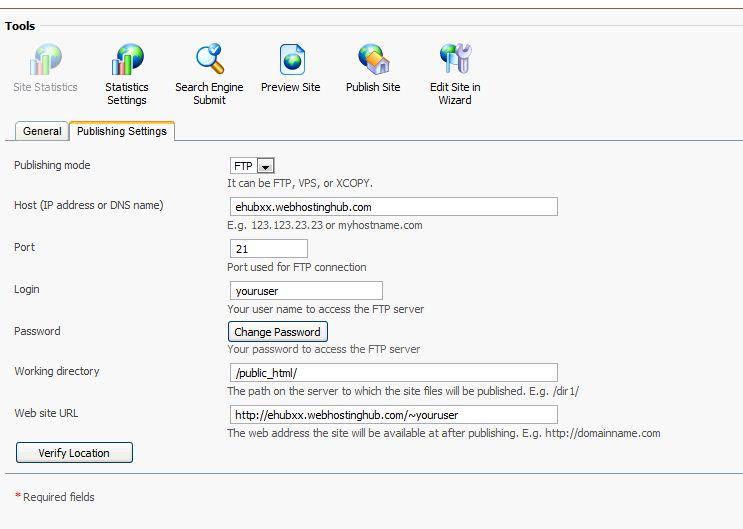 Tools
Site Statistics
Statistics Settings
Search Engine Submit
Preview Site
Publish Site
Edit Site in Wizard
General
Publishing Settings
Publishing mode
FTP
It can be FTP, VPS, or XCOPY.
Host (IP address or DNS name)
ehubxx.webhostinghub.com
E.g. 123.123.23.23 or myhostname.com
Port
21
Port used for FTP connection
Login
youruser
Your user name to access the FTP server
Password
Change Password
Your password to access the FTP server
Working directory
/public_html/
The path on the server to which the site files will be published. E.g. /dir1/
Web site URL
http://ehubxx.webhostinghub.com/~youruser
The web address the site will be available at after publishing. E.g. http://domainname.com
Verify Location
* Required fields